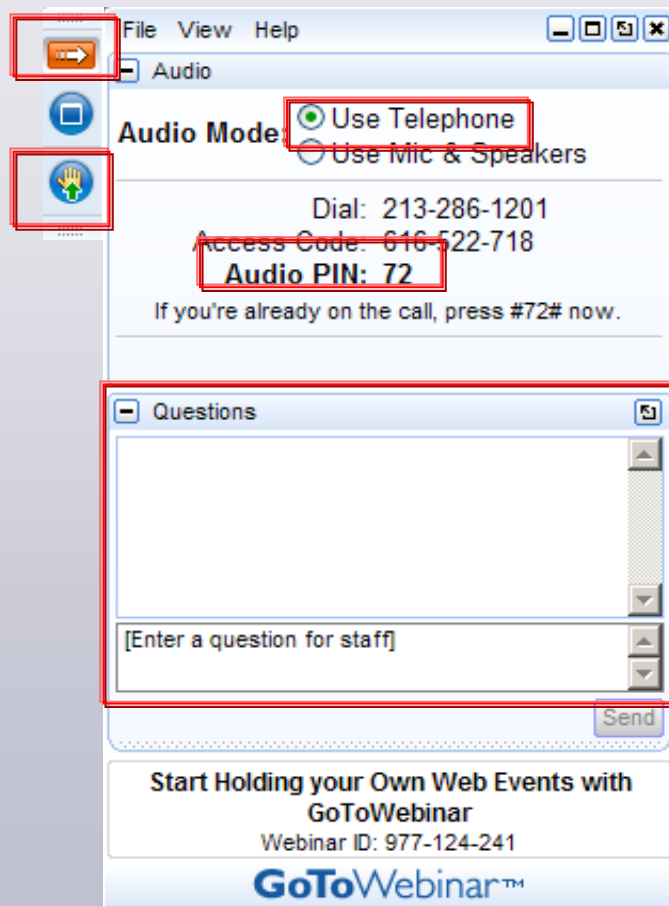 File View Help
Audio
Audio Mode: Use Telephone
Use Mic & Speakers
Dial: 213-286-1201
Access Code: 616-522-718
Audio PIN: 72
If you're already on the call, press #72# now.
Questions
[Enter a question for staff]
Send
Start Holding your Own Web Events with
GoToWebinar
Webinar ID: 977-124-241
GoToWebinar™